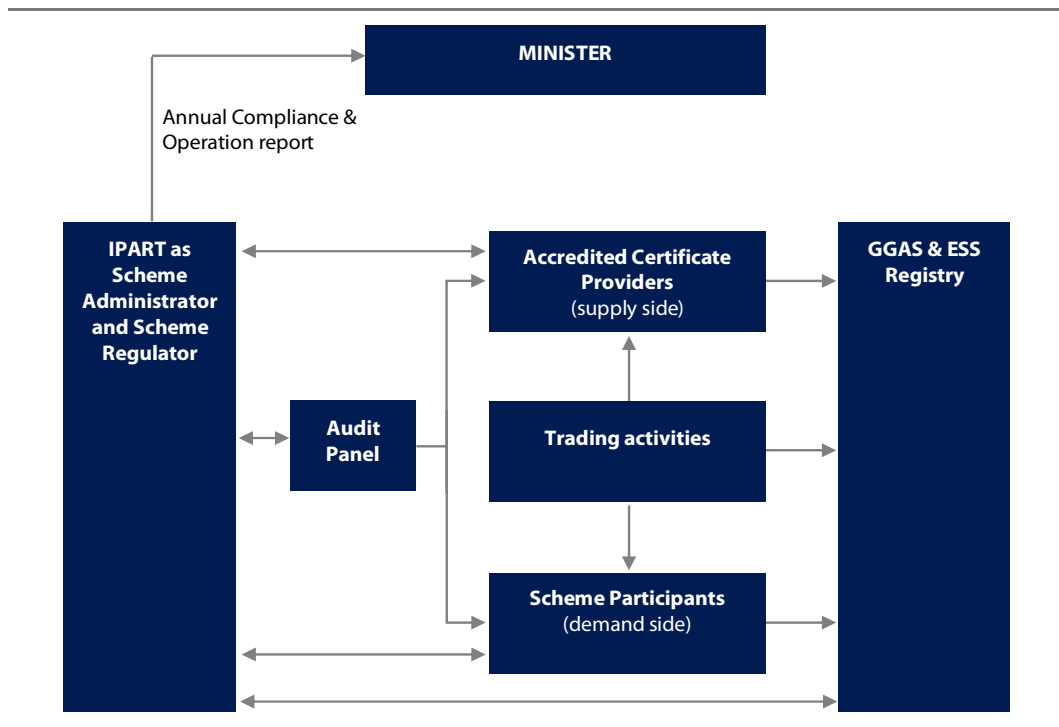 MINISTER
Annual Compliance &
Operation report
IPART as
Scheme
Administrator
and Scheme
Regulator
Accredited Certificate
Providers
(supply side)
GGAS & ESS
Registry
Audit
Panel
Trading activities
Scheme Participants
(demand side)